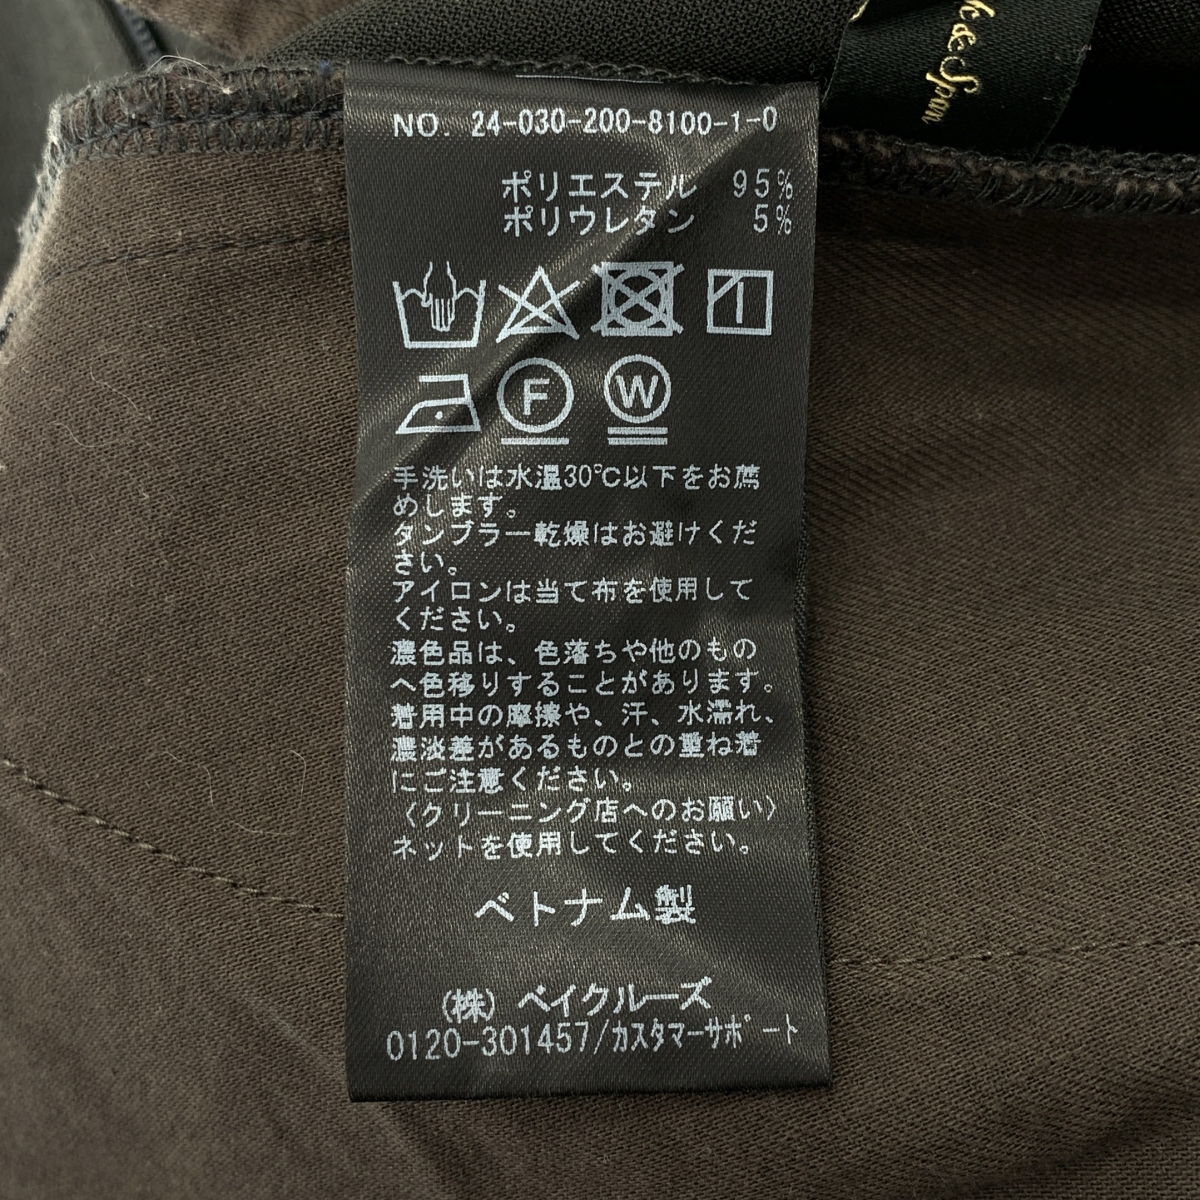 & Span
NO. 24-030-200-8100-1-0
ポリエステル 95%
ポリウレタン 5%
F W
手洗いは水温30℃以下をお薦
めします。
タンブラー乾燥はお避けくだ
さい。
アイロンは当て布を使用して
ください。
濃色品は、色落ちや他のもの
へ色移りすることがあります。
着用中の摩擦や、汗、水濡れ、
濃淡差があるものとの重ね着
にご注意ください。
〈クリーニング店へのお願い〉
ネットを使用してください。
ベトナム製
(株) ベイクルーズ
0120-301457/カスタマーサポート